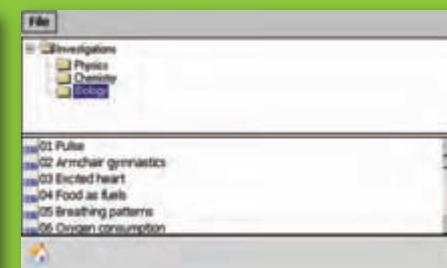 File
Investigations
Physics
Chemistry
Biology
01 Pulse
02 Armchair gymnastics
03 Excited heart
04 Food as fuels
05 Breathing patterns
06 Oxygen consumption